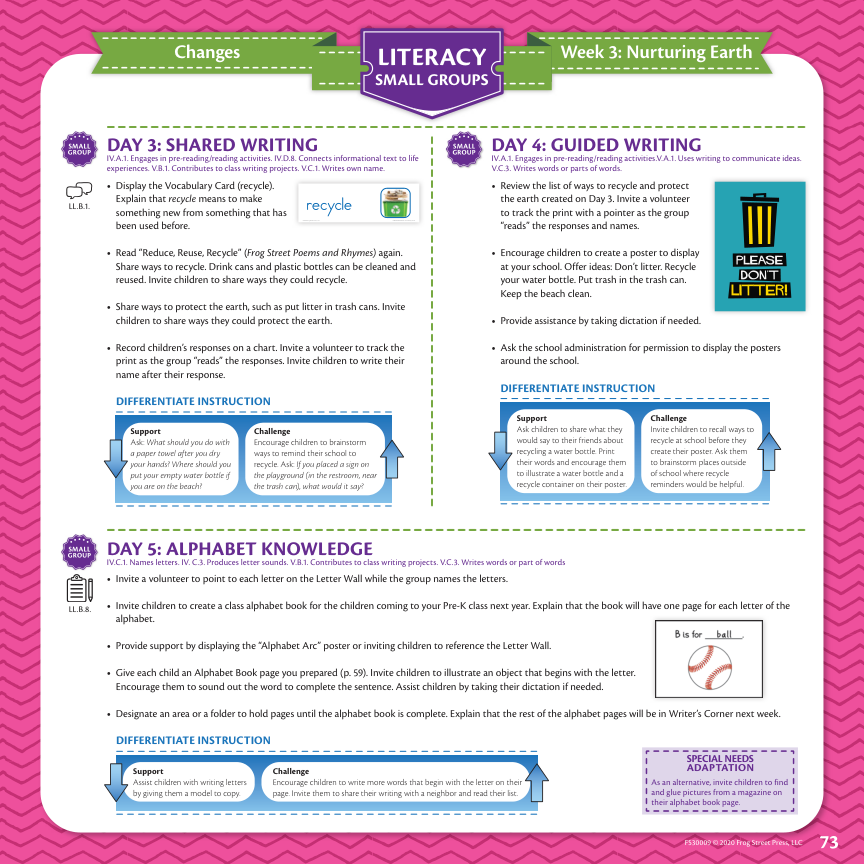 Changes
LITERACY
SMALL GROUPS
Week 3: Nurturing Earth
SMALL
GROUP
DAY 3: SHARED WRITING
IV.A.1. Engages in pre-reading/reading activities. IV.D.8. Connects informational text to life
experiences. V.B.1. Contributes to class writing projects. V.C.1. Writes own name.
LL.B.1.
• Display the Vocabulary Card (recycle).
Explain that recycle means to make
something new from something that has
been used before.
recycle
• Read "Reduce, Reuse, Recycle" (Frog Street Poems and Rhymes) again.
Share ways to recycle. Drink cans and plastic bottles can be cleaned and
reused. Invite children to share ways they could recycle.
• Share ways to protect the earth, such as put litter in trash cans. Invite
children to share ways they could protect the earth.
• Record children's responses on a chart. Invite a volunteer to track the
print as the group "reads" the responses. Invite children to write their
name after their response.
DIFFERENTIATE INSTRUCTION
Support
Ask: What should you do with
a paper towel after you dry
your hands? Where should you
put your empty water bottle if
you are on the beach?
Challenge
Encourage children to brainstorm
ways to remind their school to
recycle. Ask: If you placed a sign on
the playground (in the restroom, near
the trash can), what would it say?
SMALL
GROUP
DAY 4: GUIDED WRITING
IV.A.1. Engages in pre-reading/reading activities.V.A.1. Uses writing to communicate ideas.
V.C.3. Writes words or parts of words.
• Review the list of ways to recycle and protect
the earth created on Day 3. Invite a volunteer
to track the print with a pointer as the group
"reads" the responses and names.
• Encourage children to create a poster to display
at your school. Offer ideas: Don't litter. Recycle
your water bottle. Put trash in the trash can.
Keep the beach clean.
PLEASE
DON'T
LITTER!
• Provide assistance by taking dictation if needed.
• Ask the school administration for permission to display the posters
around the school.
DIFFERENTIATE INSTRUCTION
Support
Ask children to share what they
would say to their friends about
recycling a water bottle. Print
their words and encourage them
to illustrate a water bottle and a
recycle container on their poster.
Challenge
Invite children to recall ways to
recycle at school before they
create their poster. Ask them
to brainstorm places outside
of school where recycle
reminders would be helpful.
SMALL
GROUP
DAY 5: ALPHABET KNOWLEDGE
IV.C.1. Names letters. IV. C.3. Produces letter sounds. V.B.1. Contributes to class writing projects. V.C.3. Writes words or part of words
LL.B.8.
• Invite a volunteer to point to each letter on the Letter Wall while the group names the letters.
• Invite children to create a class alphabet book for the children coming to your Pre-K class next year. Explain that the book will have one page for each letter of the
alphabet.
• Provide support by displaying the "Alphabet Arc" poster or inviting children to reference the Letter Wall.
• Give each child an Alphabet Book page you prepared (p. 59). Invite children to illustrate an object that begins with the letter.
Encourage them to sound out the word to complete the sentence. Assist children by taking their dictation if needed.
B is for ball.
• Designate an area or a folder to hold pages until the alphabet book is complete. Explain that the rest of the alphabet pages will be in Writer's Corner next week.
DIFFERENTIATE INSTRUCTION
Support
Assist children with writing letters
by giving them a model to copy.
Challenge
Encourage children to write more words that begin with the letter on their
page. Invite them to share their writing with a neighbor and read their list.
SPECIAL NEEDS
ADAPTATION
As an alternative, invite children to find
and glue pictures from a magazine on
their alphabet book page.
FS30009 © 2020 Frog Street Press, LLC
73